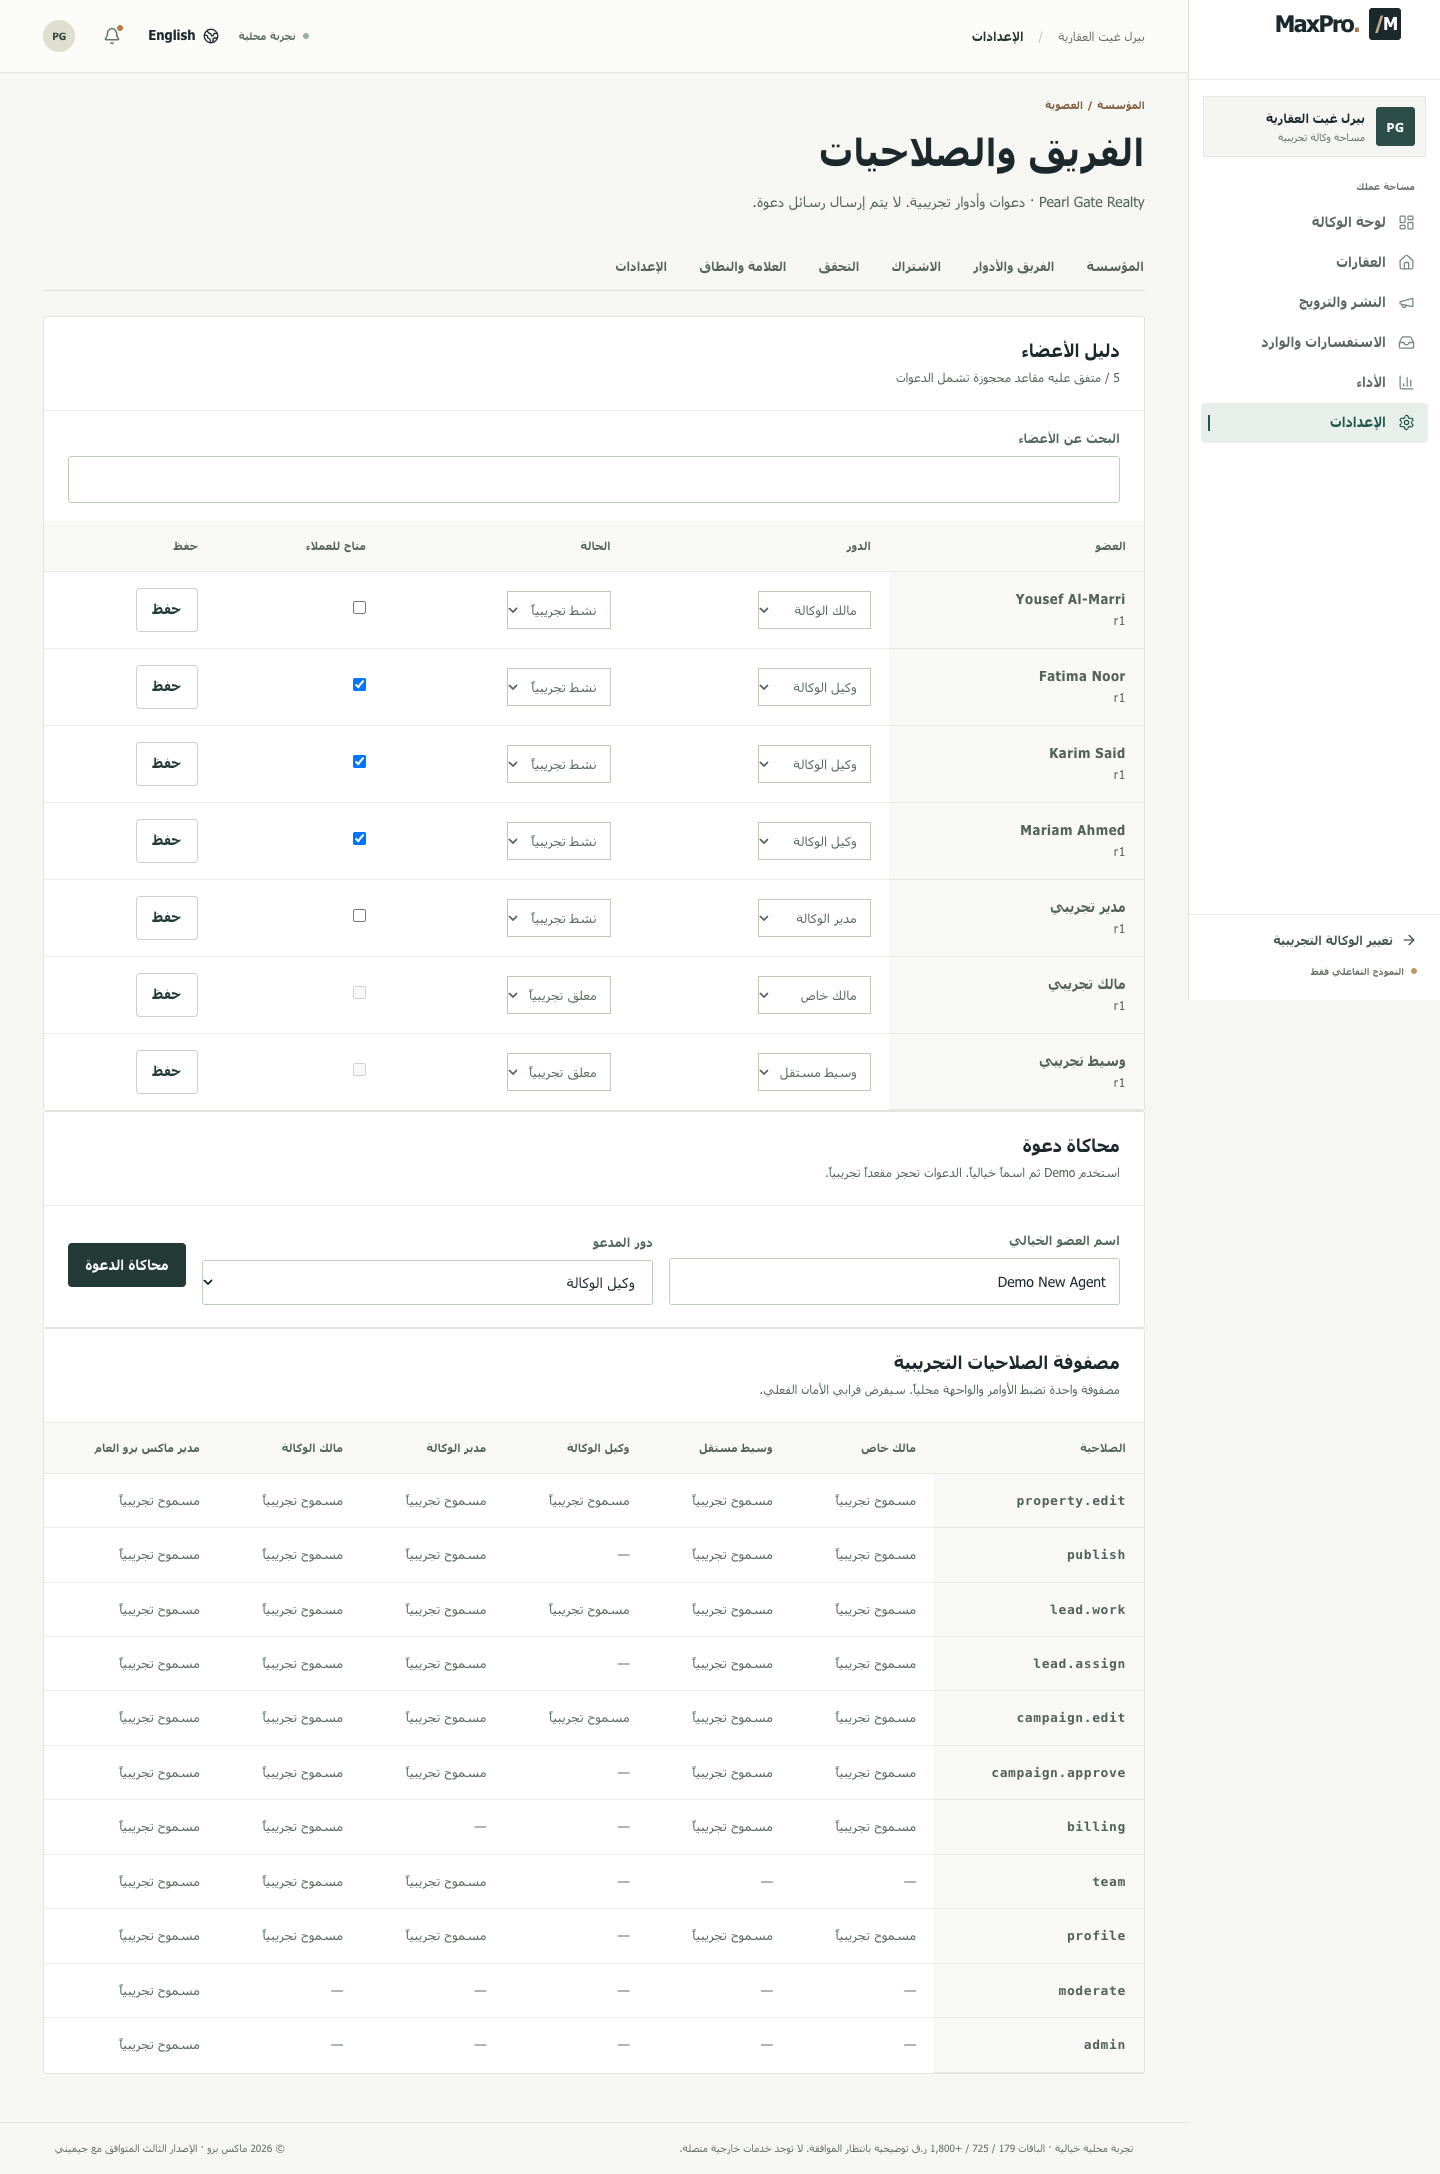 M/ MaxPro.
PG بيرل غيت العقارية
مساحة وكالة تجريبية
مساحة عملك
لوحة الوكالة
العقارات
النشر والترويج
الاستفسارات والوارد
الأداء
الإعدادات
تغيير الوكالة التجريبية
النموذج التفاعلي فقط
بيرل غيت العقارية / الإعدادات
تجربة محلية English PG
المؤسسة / العضوية
الفريق والصلاحيات
Pearl Gate Realty · دعوات وأدوار تجريبية. لا يتم إرسال رسائل دعوة.
المؤسسة الفريق والأدوار الاشتراك التحقق العلامة والنطاق الإعدادات
دليل الأعضاء
5 / متفق عليه مقاعد محجوزة تشمل الدعوات
البحث عن الأعضاء
العضو الدور الحالة متاح للعملاء حفظ
Yousef Al-Marri مالك الوكالة نشط تجريبياً حفظ
r1
Fatima Noor وكيل الوكالة نشط تجريبياً حفظ
r1
Karim Said وكيل الوكالة نشط تجريبياً حفظ
r1
Mariam Ahmed وكيل الوكالة نشط تجريبياً حفظ
r1
مدير تجريبي مدير الوكالة نشط تجريبياً حفظ
r1
مالك تجريبي مالك خاص معلق تجريبياً حفظ
r1
وسيط تجريبي وسيط مستقل معلق تجريبياً حفظ
r1
محاكاة دعوة
استخدم Demo ثم اسماً خيالياً. الدعوات تحجز مقعداً تجريبياً.
اسم العضو الخيالي دور المدعو
Demo New Agent وكيل الوكالة محاكاة الدعوة
مصفوفة الصلاحيات التجريبية
مصفوفة واحدة تضبط الأوامر والواجهة محلياً. سيفرض فرابي الأمان الفعلي.
الصلاحية مالك خاص وسيط مستقل وكيل الوكالة مدير الوكالة مالك الوكالة مدير ماكس برو العام
property.edit مسموح تجريبياً مسموح تجريبياً مسموح تجريبياً مسموح تجريبياً مسموح تجريبياً مسموح تجريبياً
publish مسموح تجريبياً مسموح تجريبياً — مسموح تجريبياً مسموح تجريبياً مسموح تجريبياً
lead.work مسموح تجريبياً مسموح تجريبياً مسموح تجريبياً مسموح تجريبياً مسموح تجريبياً مسموح تجريبياً
lead.assign مسموح تجريبياً مسموح تجريبياً — مسموح تجريبياً مسموح تجريبياً مسموح تجريبياً
campaign.edit مسموح تجريبياً مسموح تجريبياً مسموح تجريبياً مسموح تجريبياً مسموح تجريبياً مسموح تجريبياً
campaign.approve مسموح تجريبياً مسموح تجريبياً — مسموح تجريبياً مسموح تجريبياً مسموح تجريبياً
billing مسموح تجريبياً مسموح تجريبياً — — مسموح تجريبياً مسموح تجريبياً
team — — — مسموح تجريبياً مسموح تجريبياً مسموح تجريبياً
profile مسموح تجريبياً مسموح تجريبياً — مسموح تجريبياً مسموح تجريبياً مسموح تجريبياً
moderate — — — — — مسموح تجريبياً
admin — — — — — مسموح تجريبياً
تجربة محلية خيالية · الباقات 179 / 725 / +1,800 ر.ق توضيحية بانتظار الموافقة. لا توجد خدمات خارجية متصلة.
© 2026 ماكس برو · الإصدار الثالث المتوافق مع جيميني